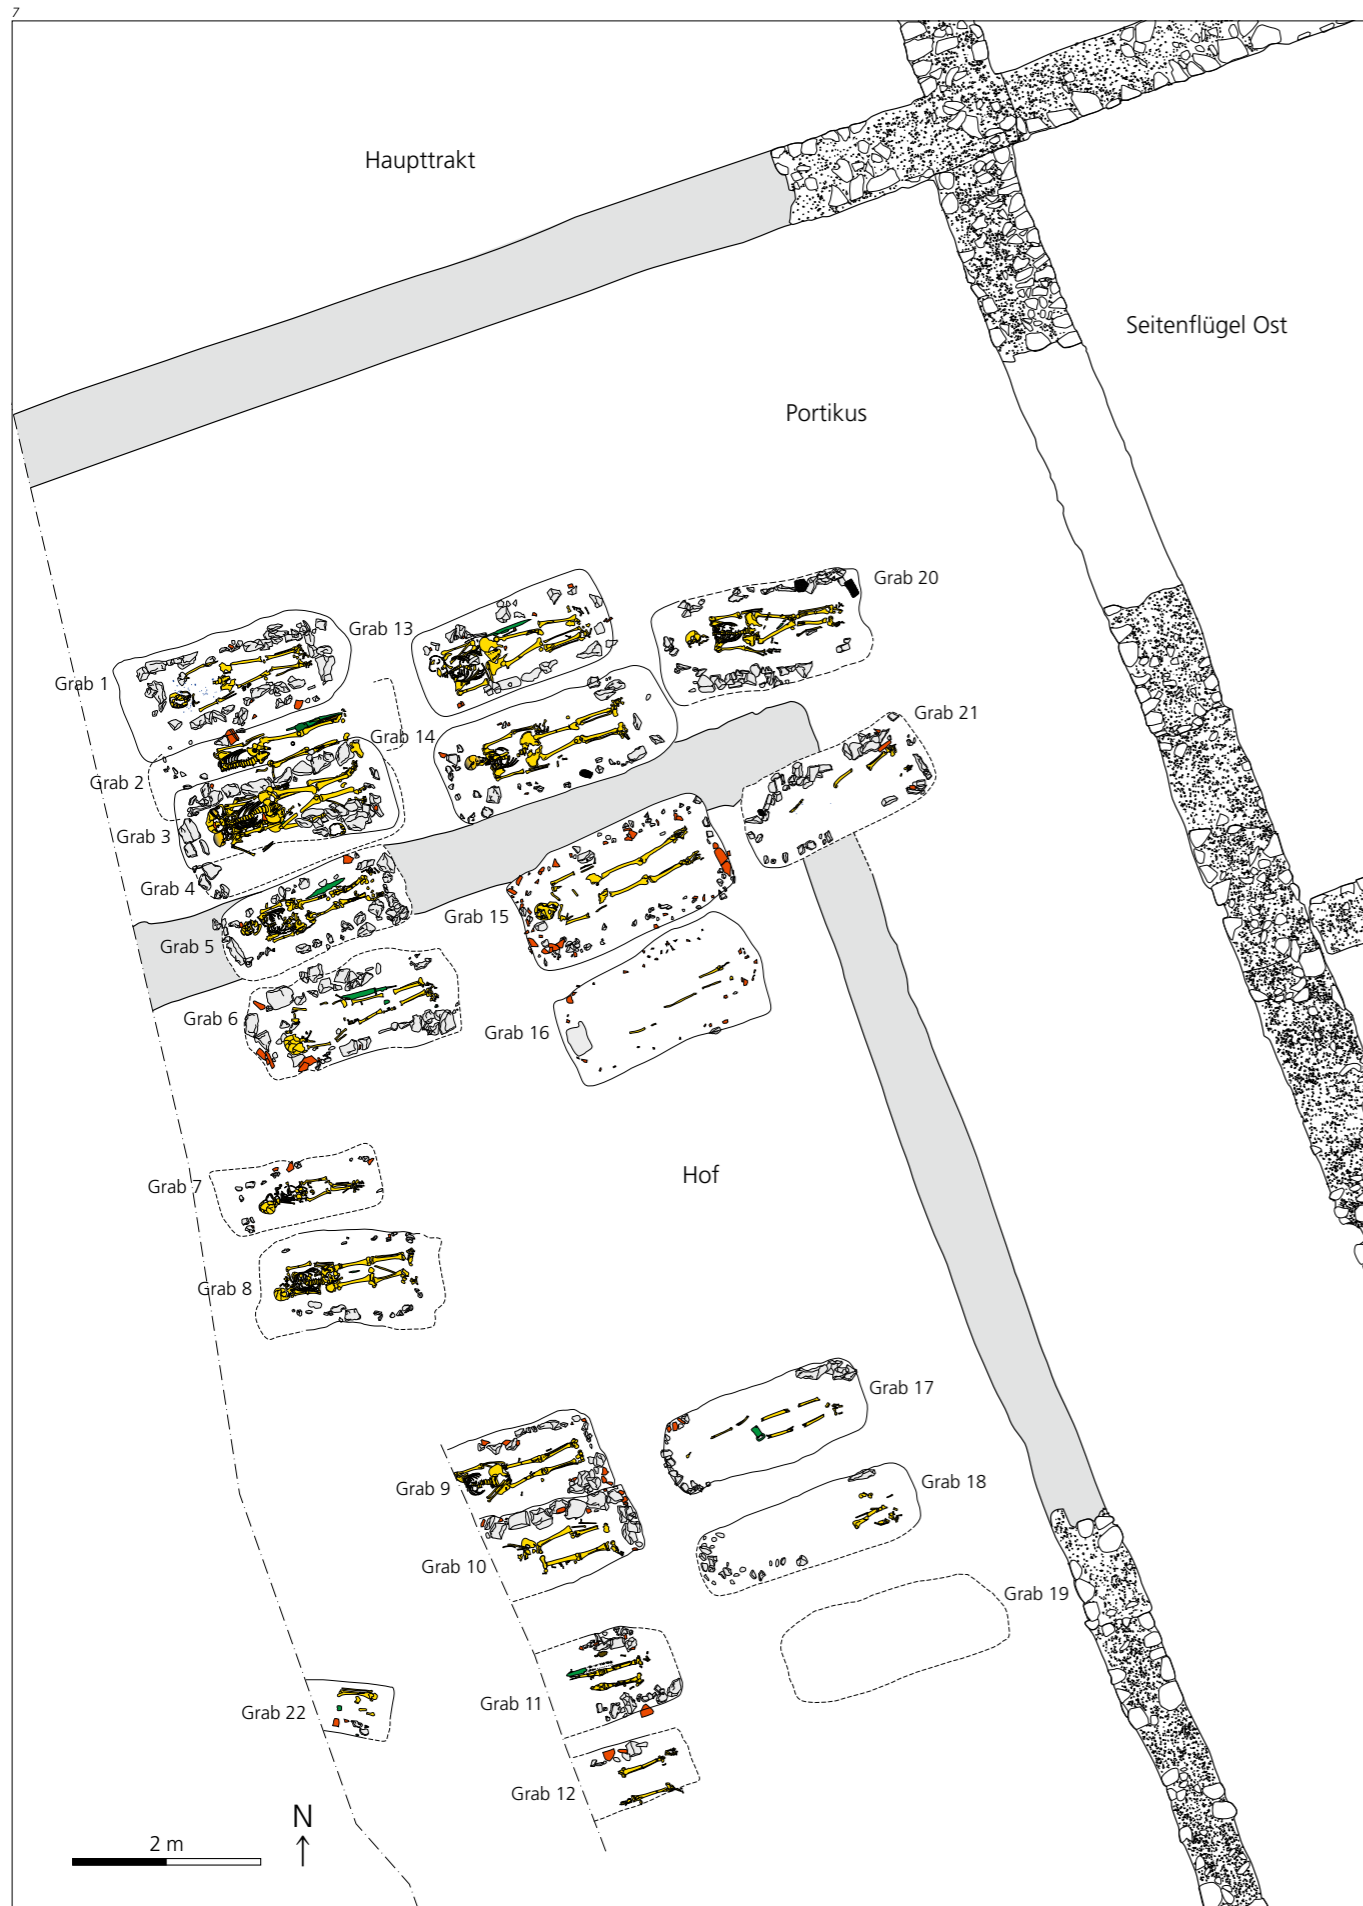 7
Haupttrakt
Seitenflügel Ost
Portikus
Grab 20
Grab 13
Grab 1
Grab 21
Grab 14
Grab 2
Grab 3
Grab 4
Grab 15
Grab 5
Grab 6
Grab 16
Hof
Grab 7
Grab 8
Grab 17
Grab 9
Grab 18
Grab 10
Grab 19
Grab 11
Grab 22
Grab 12
N
2 m